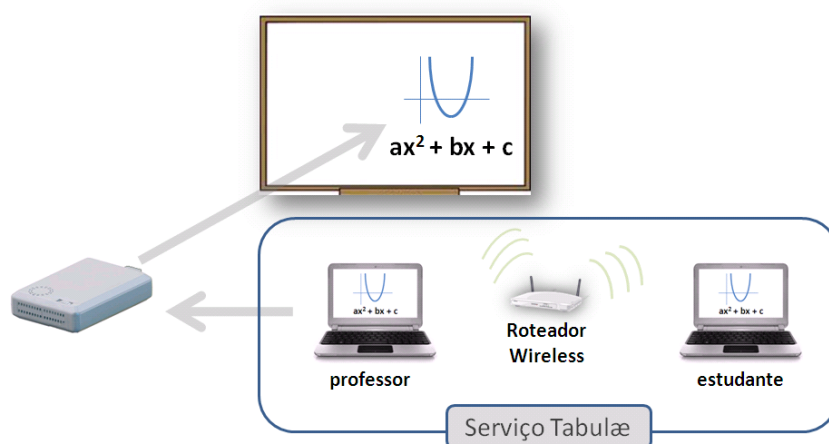 ax² + bx + c
ax² + bx + c
Roteador
Wireless
ax² + bx + c
professor
estudante
Serviço Tabulæ